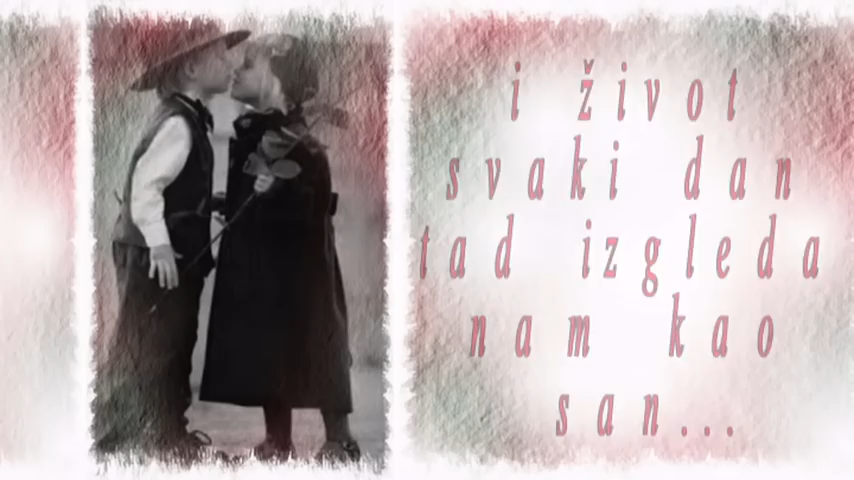 i život
svaki dan
tad izgleda
nam kao
san...